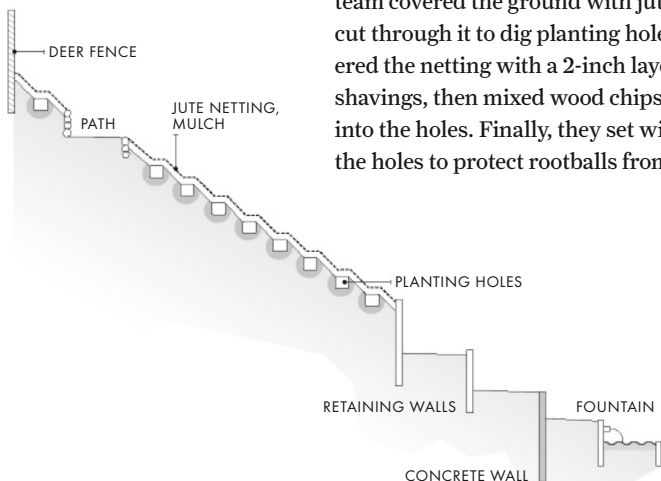 team covered the ground with jut
cut through it to dig planting hole
ered the netting with a 2-inch laye
shavings, then mixed wood chips
into the holes. Finally, they set wi
the holes to protect rootballs from
DEER FENCE
PATH
JUTE NETTING,
MULCH
PLANTING HOLES
RETAINING WALLS
FOUNTAIN
CONCRETE WALL